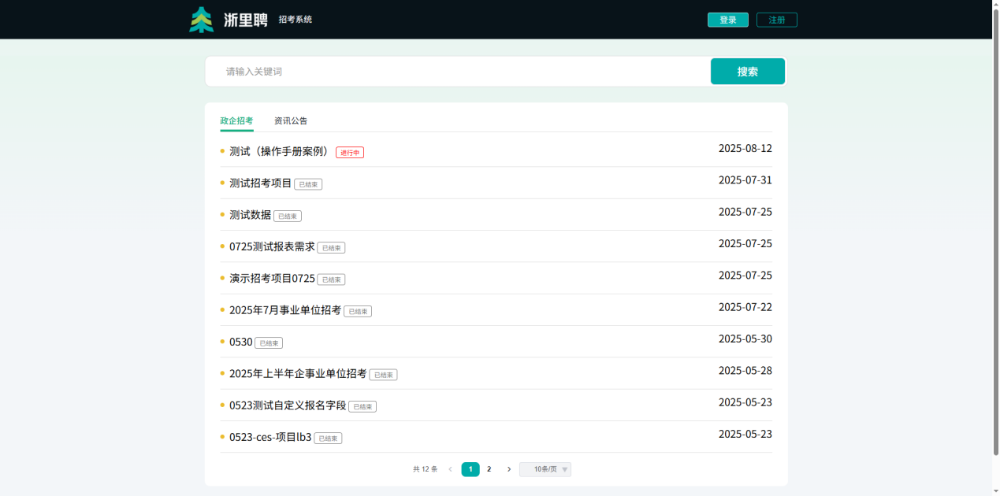 浙里聘 招考系统 登录 注册
请输入关键词 搜索
政企招考 资讯公告
测试（操作手册案例） 进行中 2025-08-12
测试招考项目 已结束 2025-07-31
测试数据 已结束 2025-07-25
0725测试报表需求 已结束 2025-07-25
演示招考项目0725 已结束 2025-07-25
2025年7月事业单位招考 已结束 2025-07-22
0530 已结束 2025-05-30
2025年上半年企事业单位招考 已结束 2025-05-28
0523测试自定义报名字段 已结束 2025-05-23
0523-ces-项目lb3 已结束 2025-05-23
共 12 条 1 2 10条/页